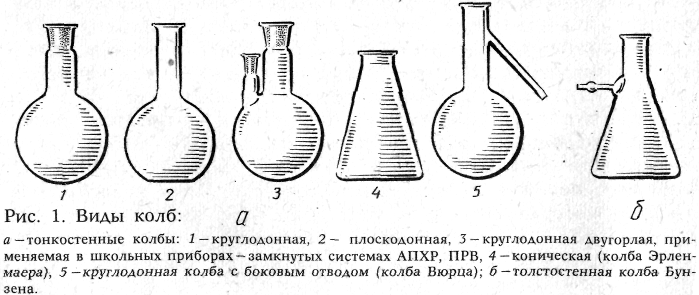 1 2 3 4 5
Рис. 1. Виды колб: а б
а — тонкостенные колбы: 1 — круглодонная, 2 — плоскодонная, 3 — круглодонная двугорлая, при-
меняемая в школьных приборах — замкнутых системах АПХР, ПРВ, 4 — коническая (колба Эрлен-
маера), 5 — круглодонная колба с боковым отводом (колба Вюрца); б — толстостенная колба Бун-
зена.